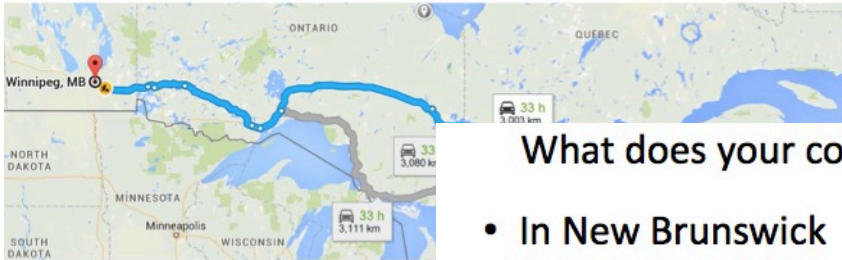 ONTARIO
QUÉBEC
Winnipeg, MB
33 h
3,003 km
33
3,080 km
NORTH
DAKOTA
MINNESOTA
33 h
3,111 km
Minneapolis
SOUTH
DAKOTA
WISCONSIN
What does your co
• In New Brunswick